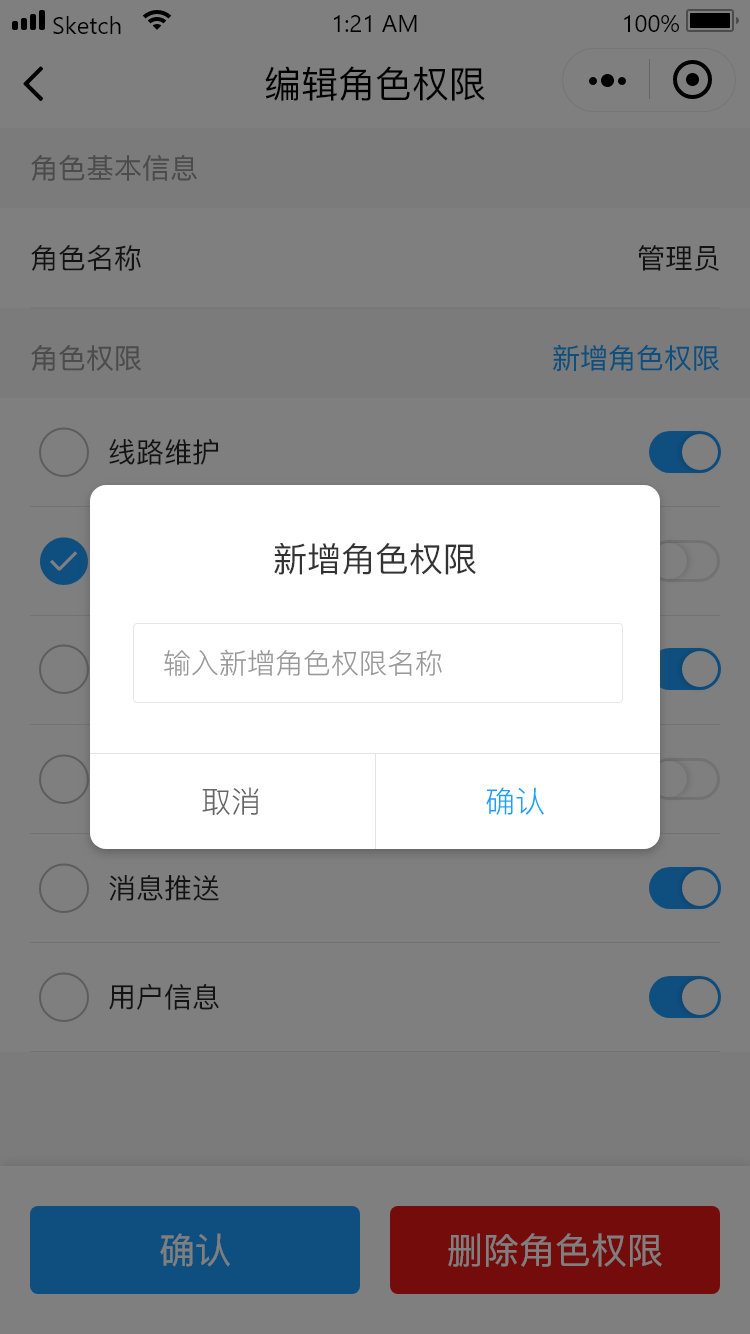 Sketch 1:21 AM 100%
编辑角色权限
角色基本信息
角色名称 管理员
角色权限 新增角色权限
线路维护
新增角色权限
输入新增角色权限名称
取消 确认
消息推送
用户信息
确认 删除角色权限